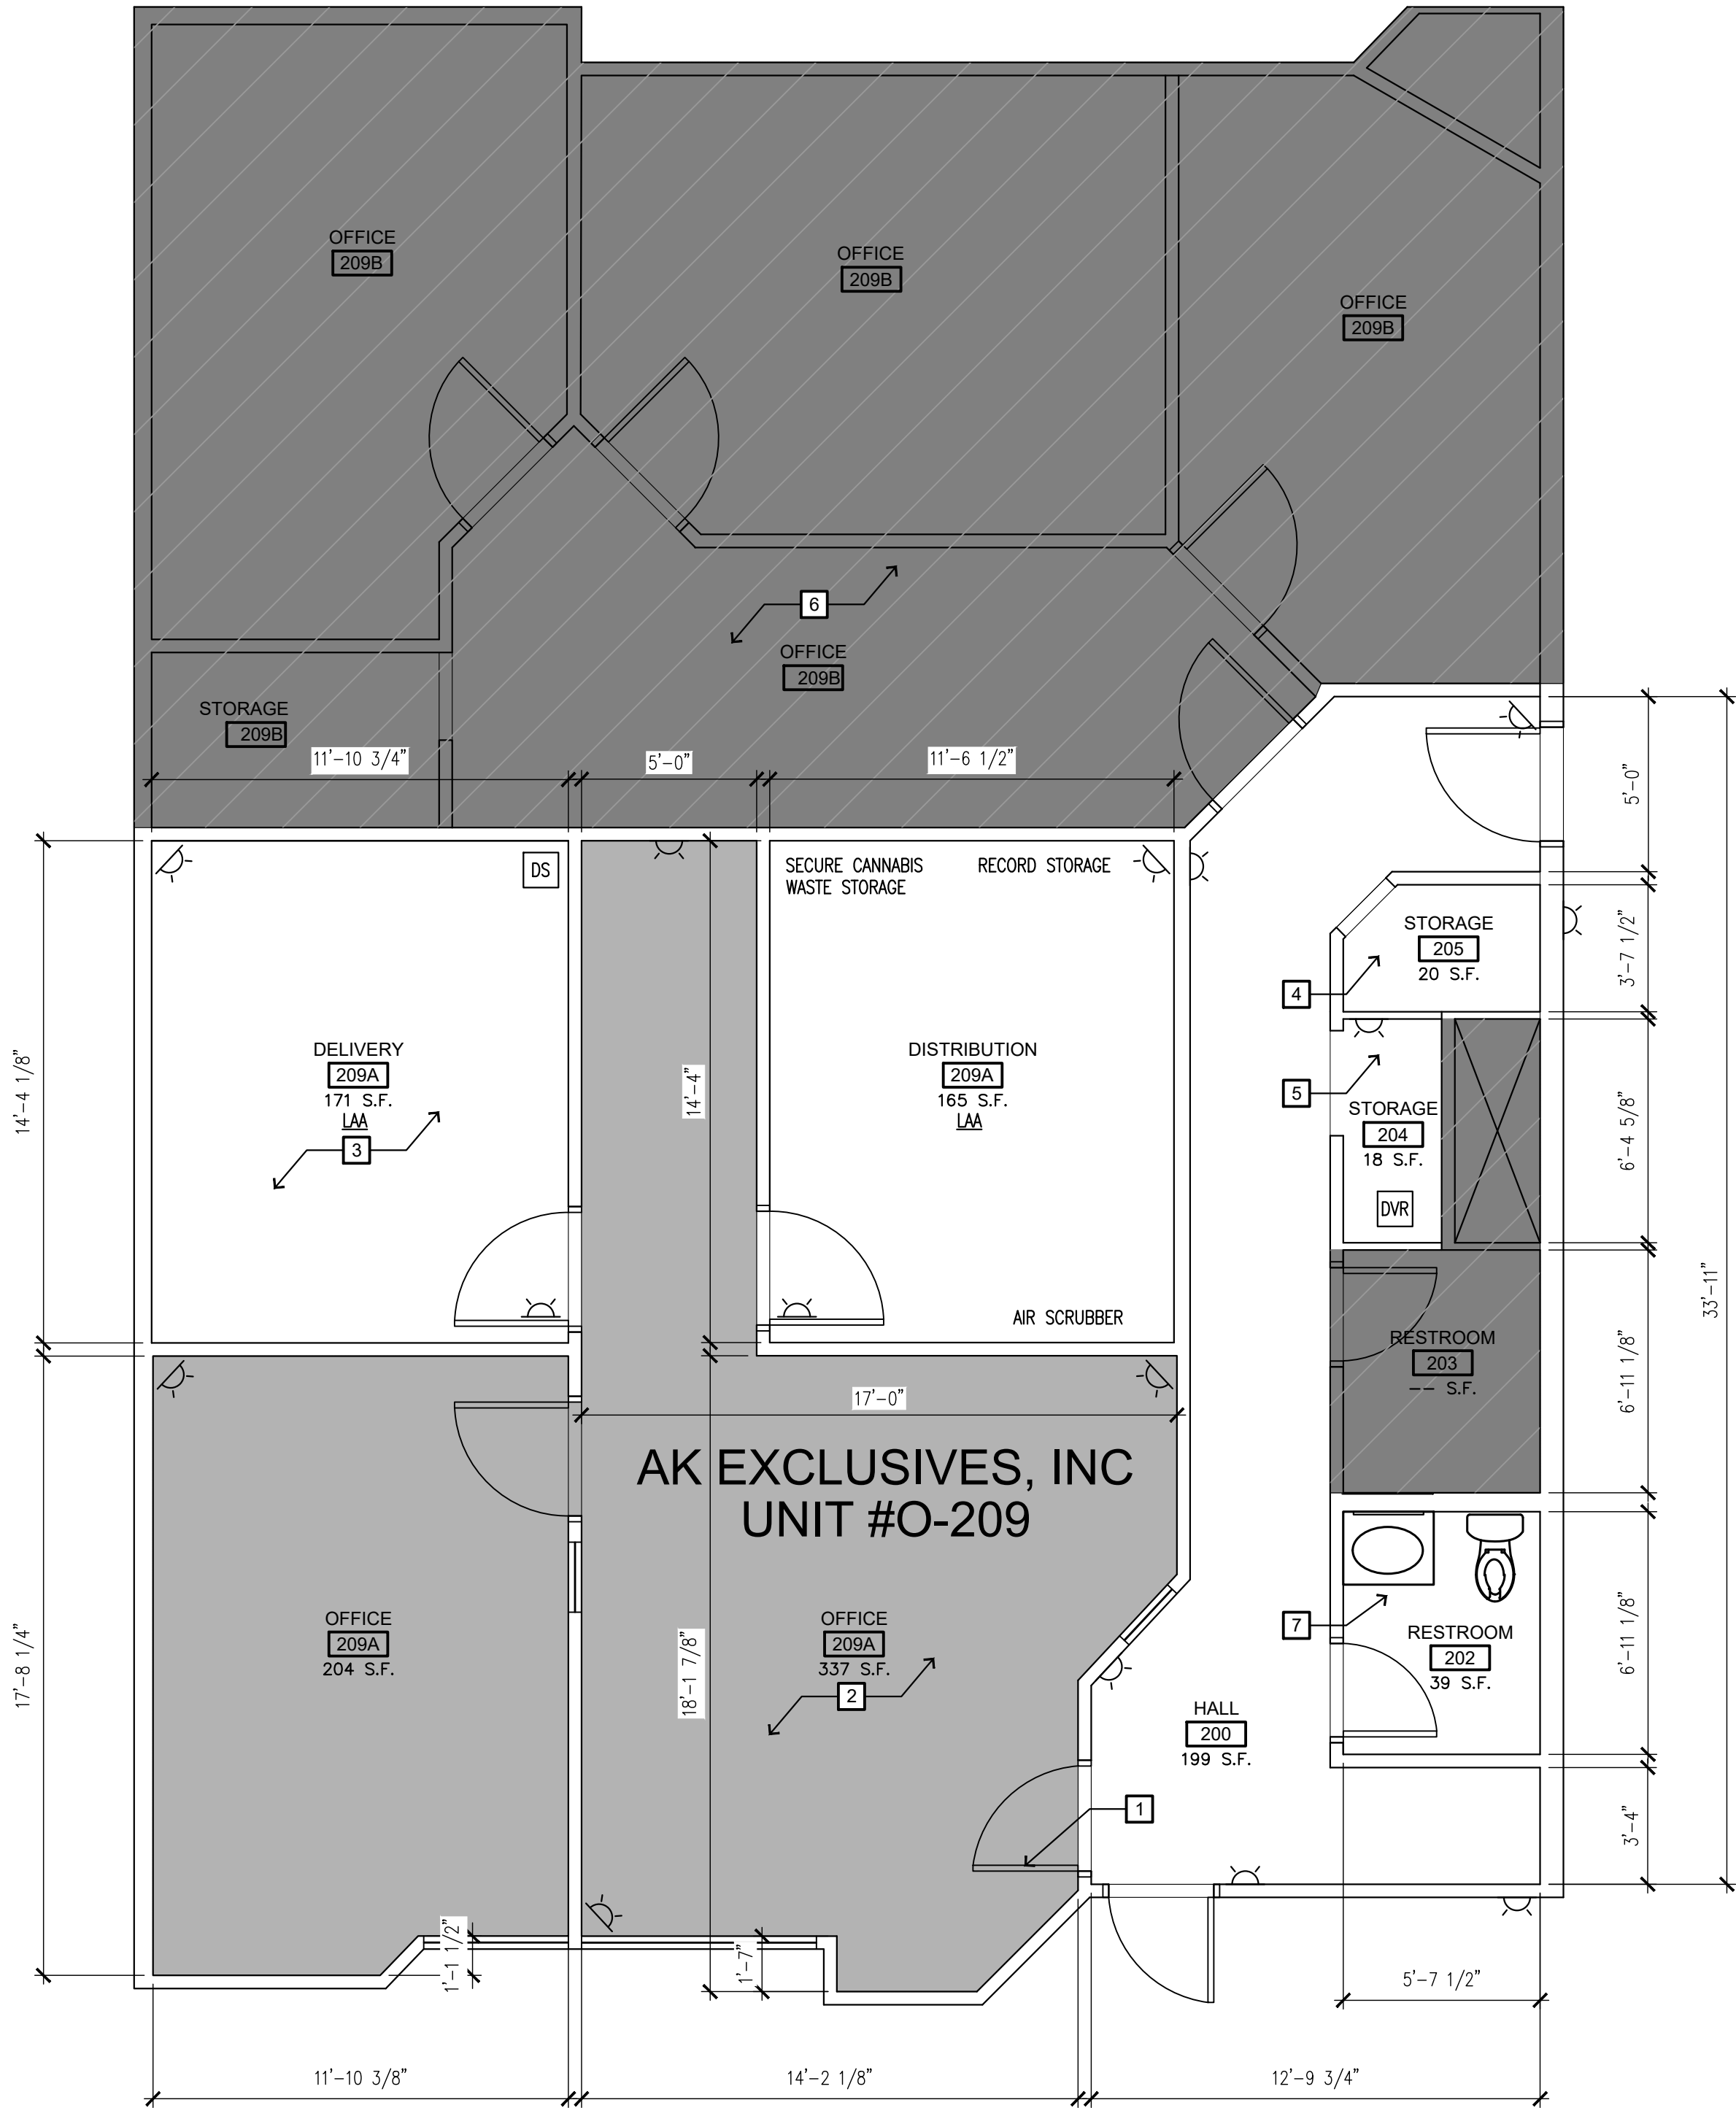 OFFICE
209B
OFFICE
209B
OFFICE
209B
6
OFFICE
209B
STORAGE
209B
11'-10 3/4"
5'-0"
11'-6 1/2"
5'-0"
DS
SECURE CANNABIS
WASTE STORAGE
RECORD STORAGE
STORAGE
205
20 S.F.
3'-7 1/2"
4
DELIVERY
209A
171 S.F.
LAA
3
14'-4 1/8"
14'-4"
DISTRIBUTION
209A
165 S.F.
LAA
5
STORAGE
204
18 S.F.
DVR
6'-4 5/8"
33'-11"
AIR SCRUBBER
RESTROOM
203
-- S.F.
6'-11 1/8"
17'-0"
AK EXCLUSIVES, INC
UNIT #O-209
OFFICE
209A
204 S.F.
17'-8 1/4"
18'-1 7/8"
OFFICE
209A
337 S.F.
2
7
RESTROOM
202
39 S.F.
6'-11 1/8"
HALL
200
199 S.F.
1
3'-4"
1'-1 1/2"
1'-7"
5'-7 1/2"
11'-10 3/8"
14'-2 1/8"
12'-9 3/4"